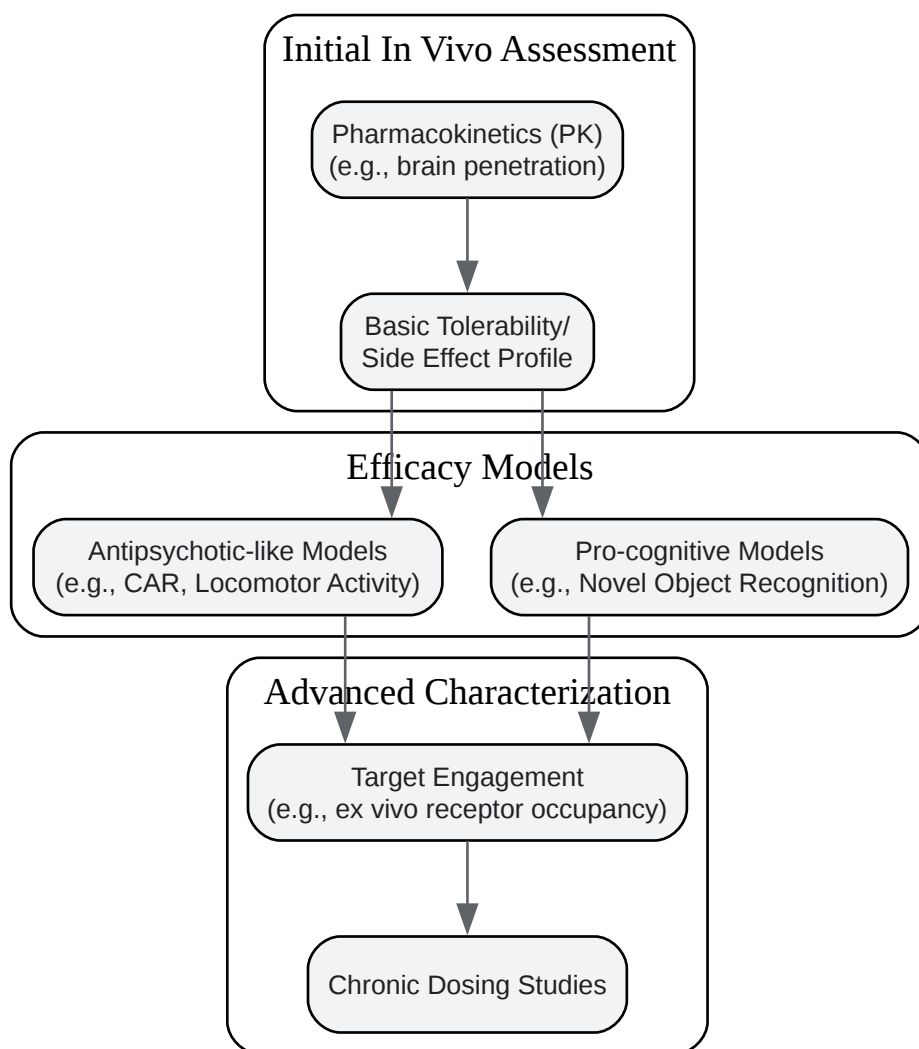 Initial In Vivo Assessment
Pharmacokinetics (PK)
(e.g., brain penetration)
Basic Tolerability/
Side Effect Profile
Efficacy Models
Antipsychotic-like Models
(e.g., CAR, Locomotor Activity)
Pro-cognitive Models
(e.g., Novel Object Recognition)
Advanced Characterization
Target Engagement
(e.g., ex vivo receptor occupancy)
Chronic Dosing Studies